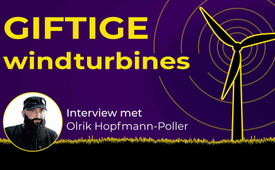 GIFTIGE
windturbines
Interview met
Olrik Hopfmann-Poller